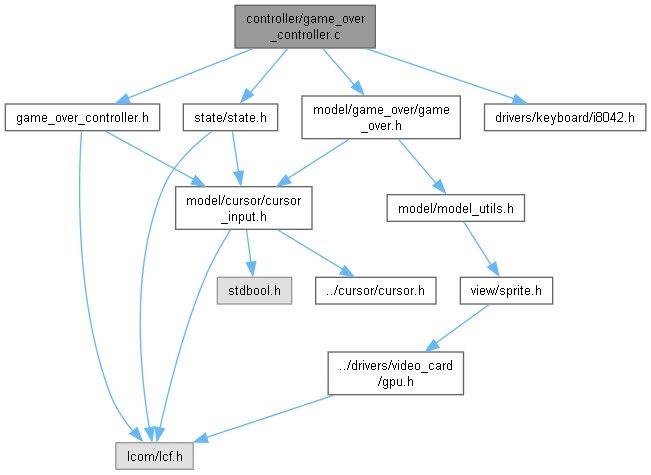 controller/game_over
_controller.c
game_over_controller.h
state/state.h
model/game_over/game
_over.h
drivers/keyboard/i8042.h
model/cursor/cursor
_input.h
model/model_utils.h
stdbool.h
../cursor/cursor.h
view/sprite.h
../drivers/video_card
/gpu.h
lcom/lcf.h